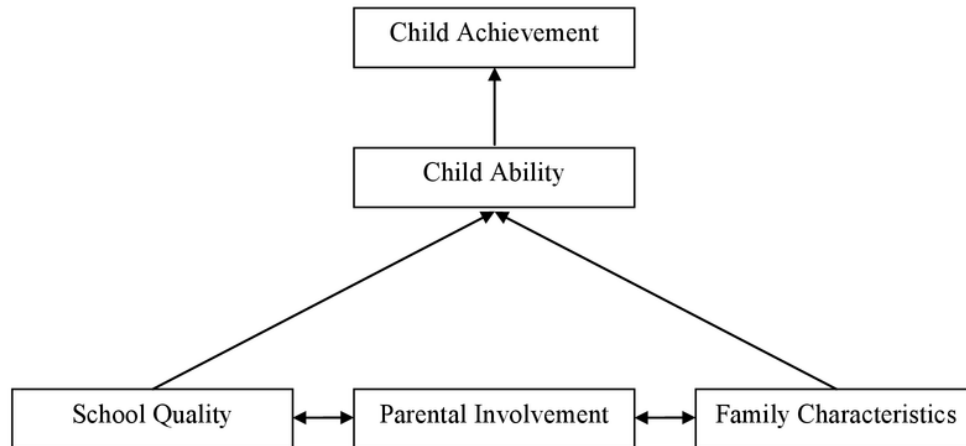 Child Achievement
Child Ability
School Quality
Parental Involvement
Family Characteristics